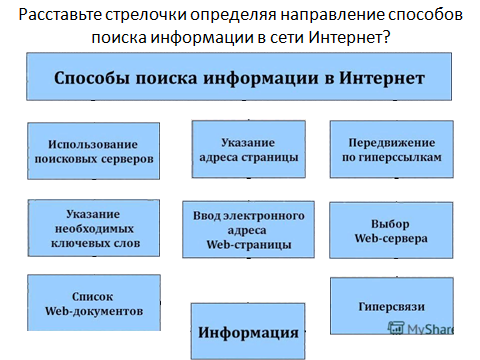 Расставьте стрелочки определяя направление способов
поиска информации в сети Интернет?
Способы поиска информации в Интернет
Использование
поисковых серверов
Указание
адреса страницы
Передвижение
по гиперссылкам
Указание
необходимых
ключевых слов
Ввод электронного
адреса
Web-страницы
Выбор
Web-сервера
Список
Web-документов
Информация
Гиперсвязи
MyShare